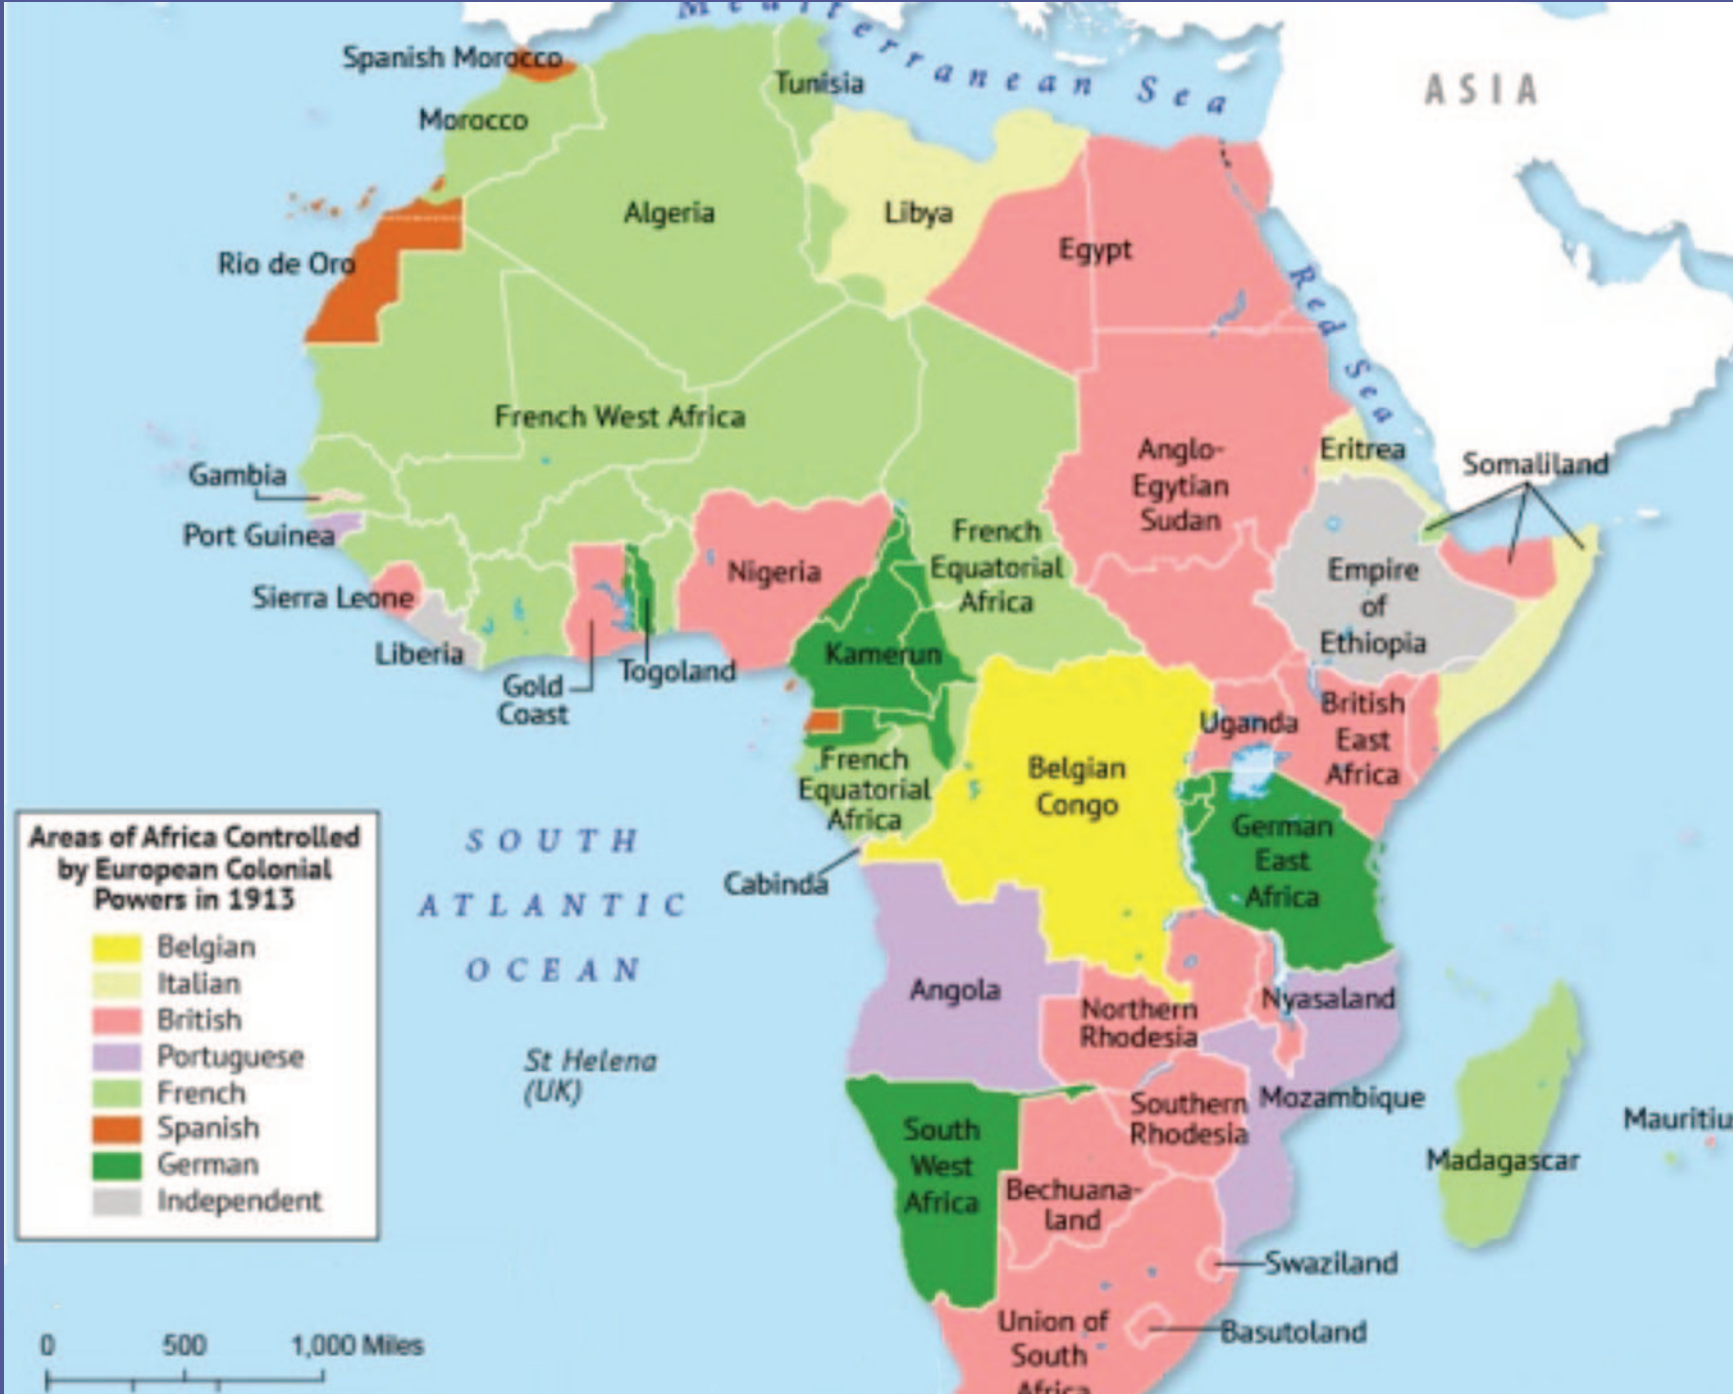 Mediterranean Sea
Spanish Morocco
Tunisia
ASIA
Morocco
Algeria
Libya
Egypt
Rio de Oro
Red Sea
French West Africa
Gambia
Port Guinea
Sierra Leone
Liberia
Gold
Coast
Togoland
Nigeria
Kamerun
French
Equatorial
Africa
Anglo-
Egytian
Sudan
Eritrea
Somaliland
Empire
of
Ethiopia
Uganda
British
East
Africa
French
Equatorial
Africa
Belgian
Congo
German
East
Africa
Cabinda
Angola
Northern
Rhodesia
Nyasaland
Southern
Rhodesia
Mozambique
South
West
Africa
Bechuana-
land
Madagascar
Mauritiu
Swaziland
Basutoland
Union of
South
Africa
SOUTH
ATLANTIC
OCEAN
St Helena
(UK)
Areas of Africa Controlled
by European Colonial
Powers in 1913
Belgian
Italian
British
Portuguese
French
Spanish
German
Independent
0 500 1,000 Miles